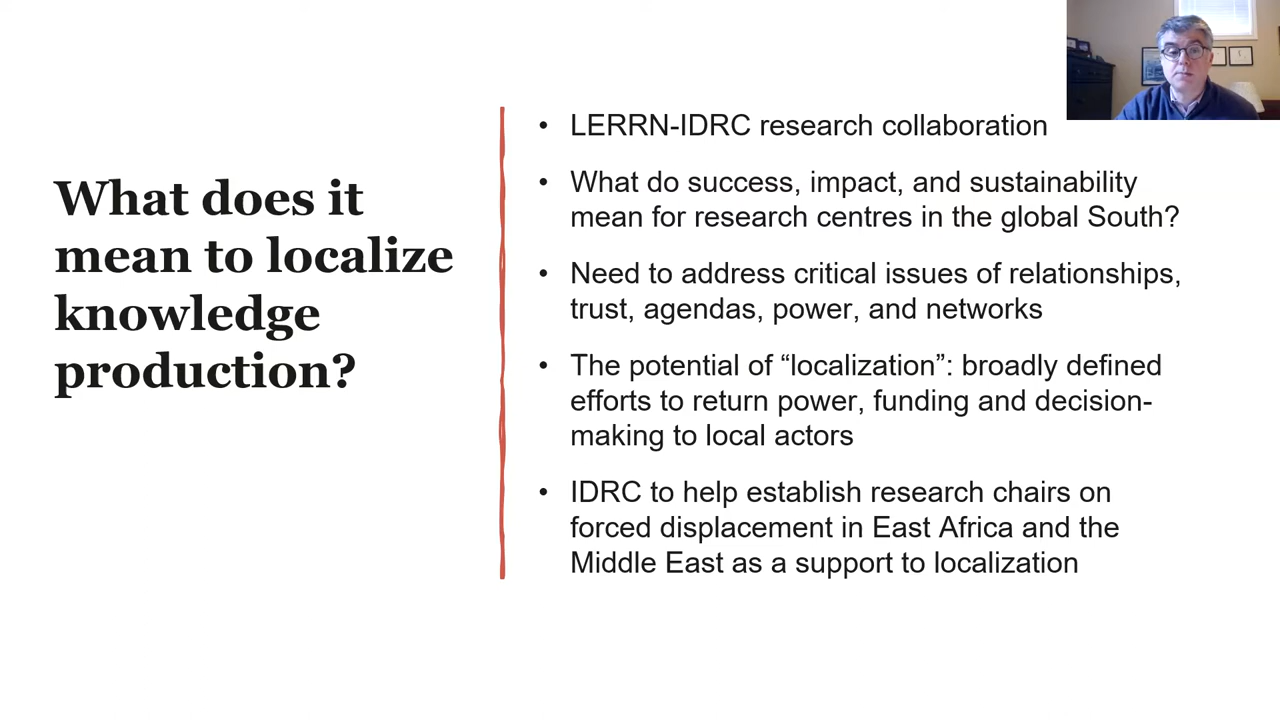 What does it
mean to localize
knowledge
production?
• LERRN-IDRC research collaboration
• What do success, impact, and sustainability
mean for research centres in the global South?
• Need to address critical issues of relationships,
trust, agendas, power, and networks
• The potential of “localization”: broadly defined
efforts to return power, funding and decision-
making to local actors
• IDRC to help establish research chairs on
forced displacement in East Africa and the
Middle East as a support to localization